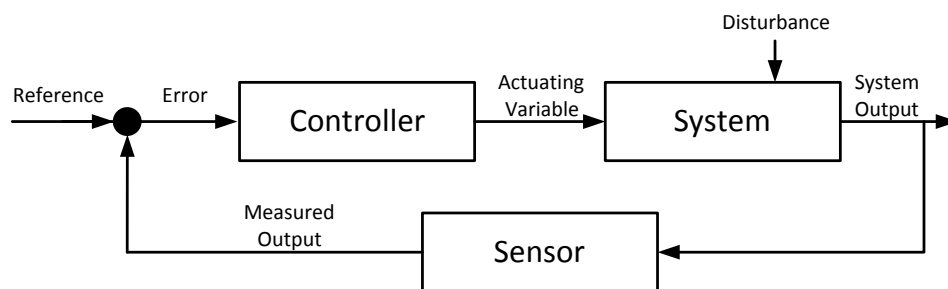 Disturbance
Reference
Error
Controller
Actuating
Variable
System
System
Output
Measured
Output
Sensor